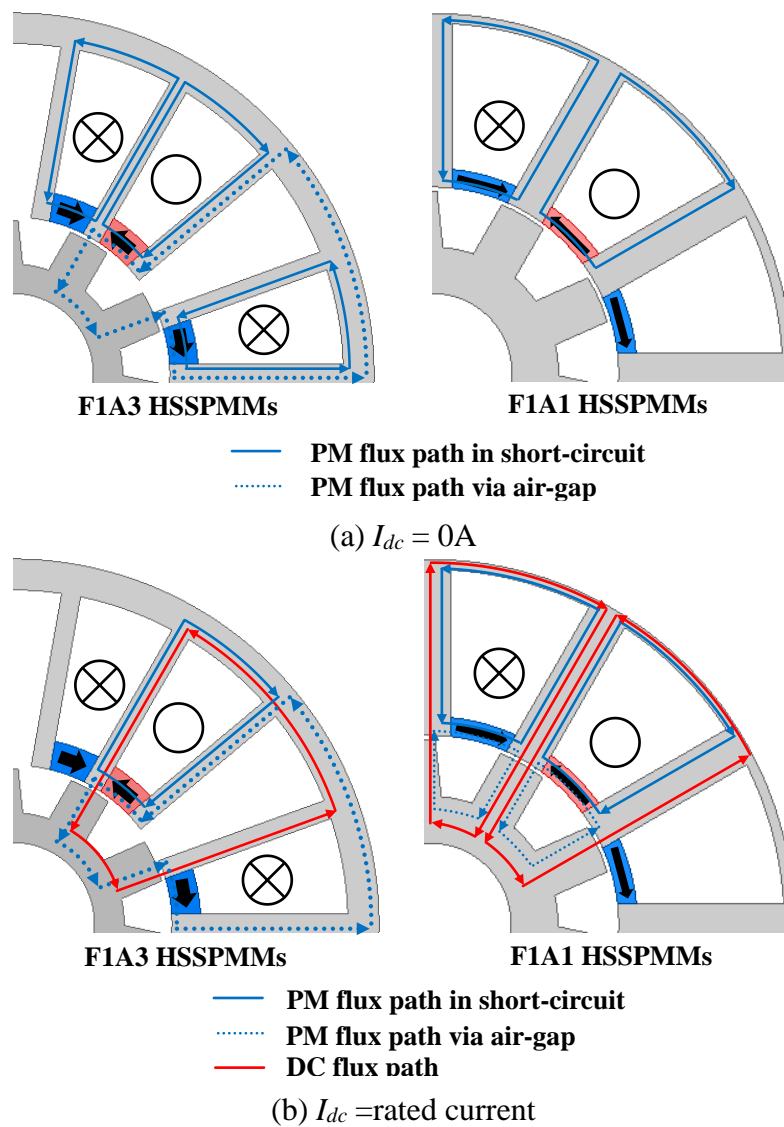 F1A3 HSSPMMs
F1A1 HSSPMMs
PM flux path in short-circuit
PM flux path via air-gap
(a) Idc = 0A
F1A3 HSSPMMs
F1A1 HSSPMMs
PM flux path in short-circuit
PM flux path via air-gap
DC flux path
(b) Idc =rated current